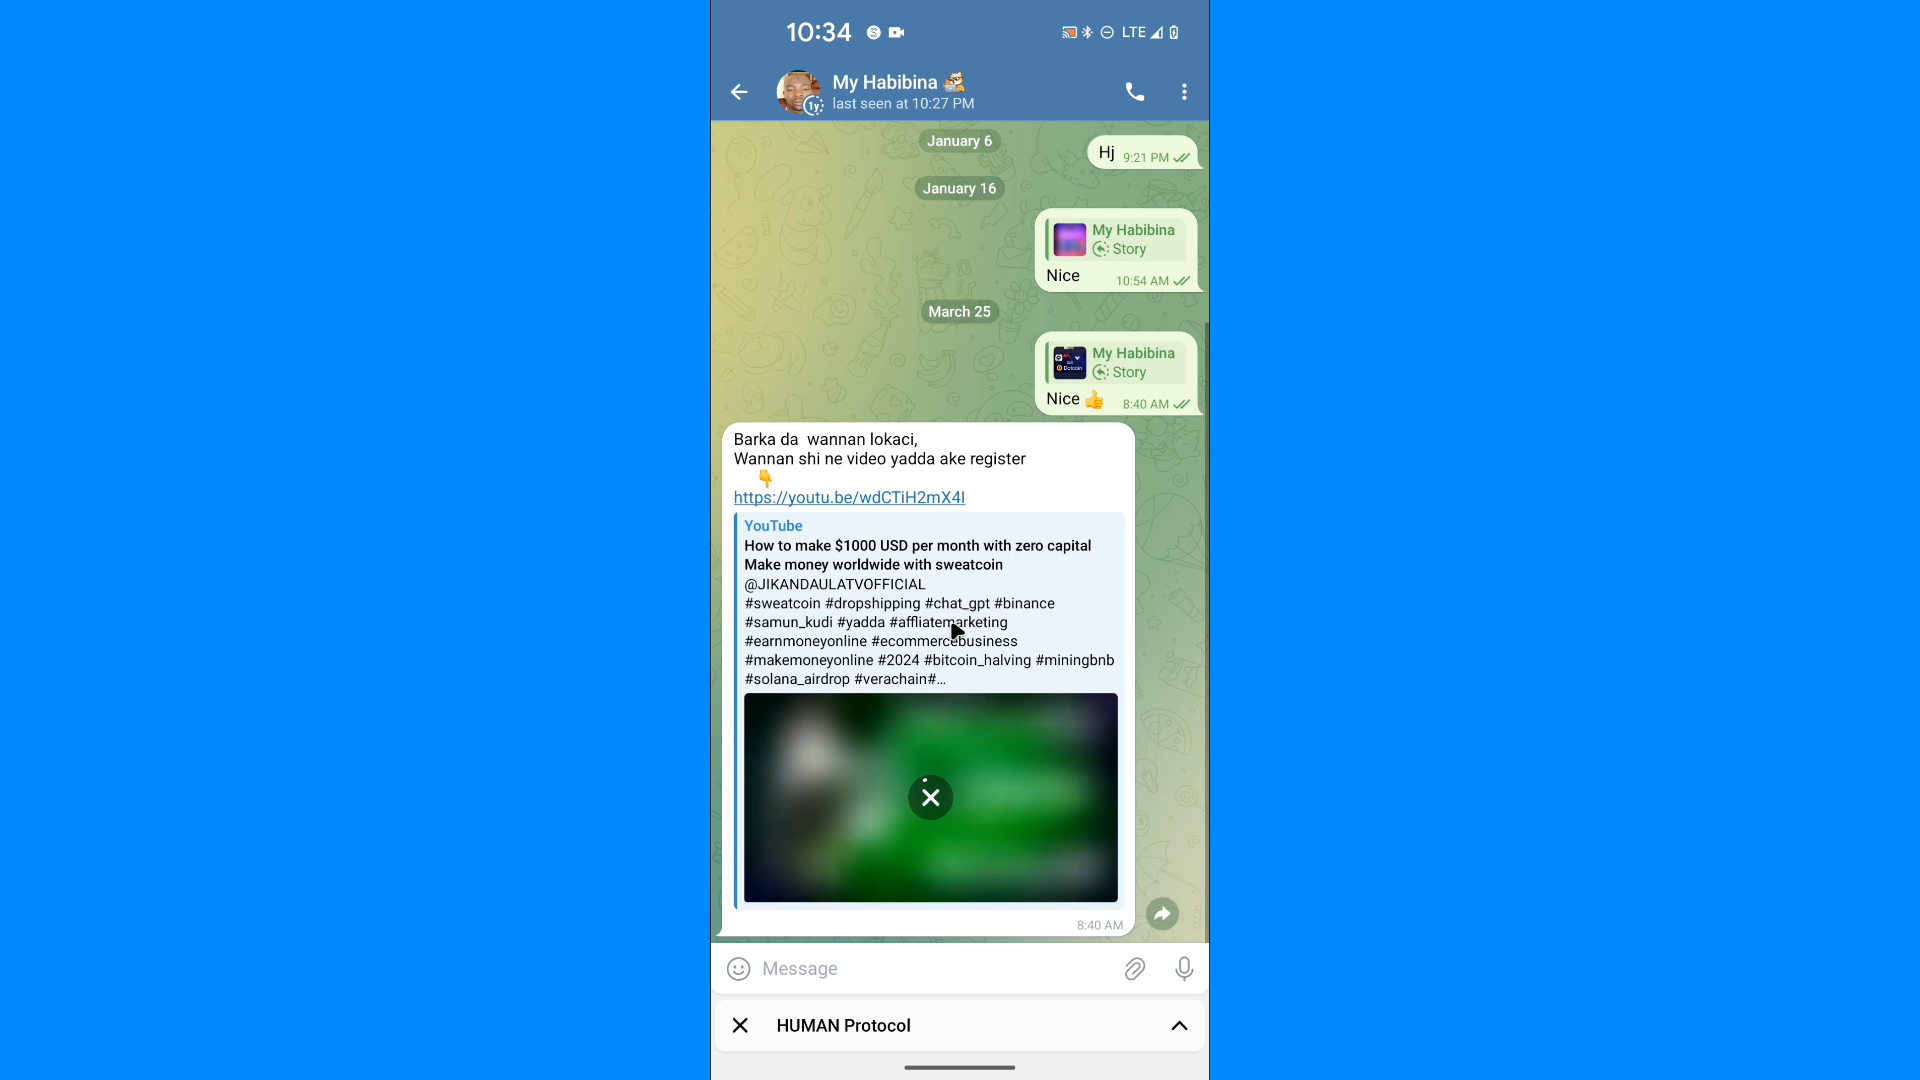 10:34
LTE
My Habibina
1y
last seen at 10:27 PM
January 6
Hj 9:21 PM
January 16
My Habibina
Story
Nice 10:54 AM
March 25
My Habibina
Story
Nice 👍 8:40 AM
Barka da  wannan lokaci,
Wannan shi ne video yadda ake register
👇
https://youtu.be/wdCTiH2mX4I
YouTube
How to make $1000 USD per month with zero capital
Make money worldwide with sweatcoin
@JIKANDAULATVOFFICIAL
#sweatcoin #dropshipping #chat_gpt #binance
#samun_kudi #yadda #affliatemarketing
#earnmoneyonline #ecommercebusiness
#makemoneyonline #2024 #bitcoin_halving #miningbnb
#solana_airdrop #verachain#…
8:40 AM
Message
HUMAN Protocol